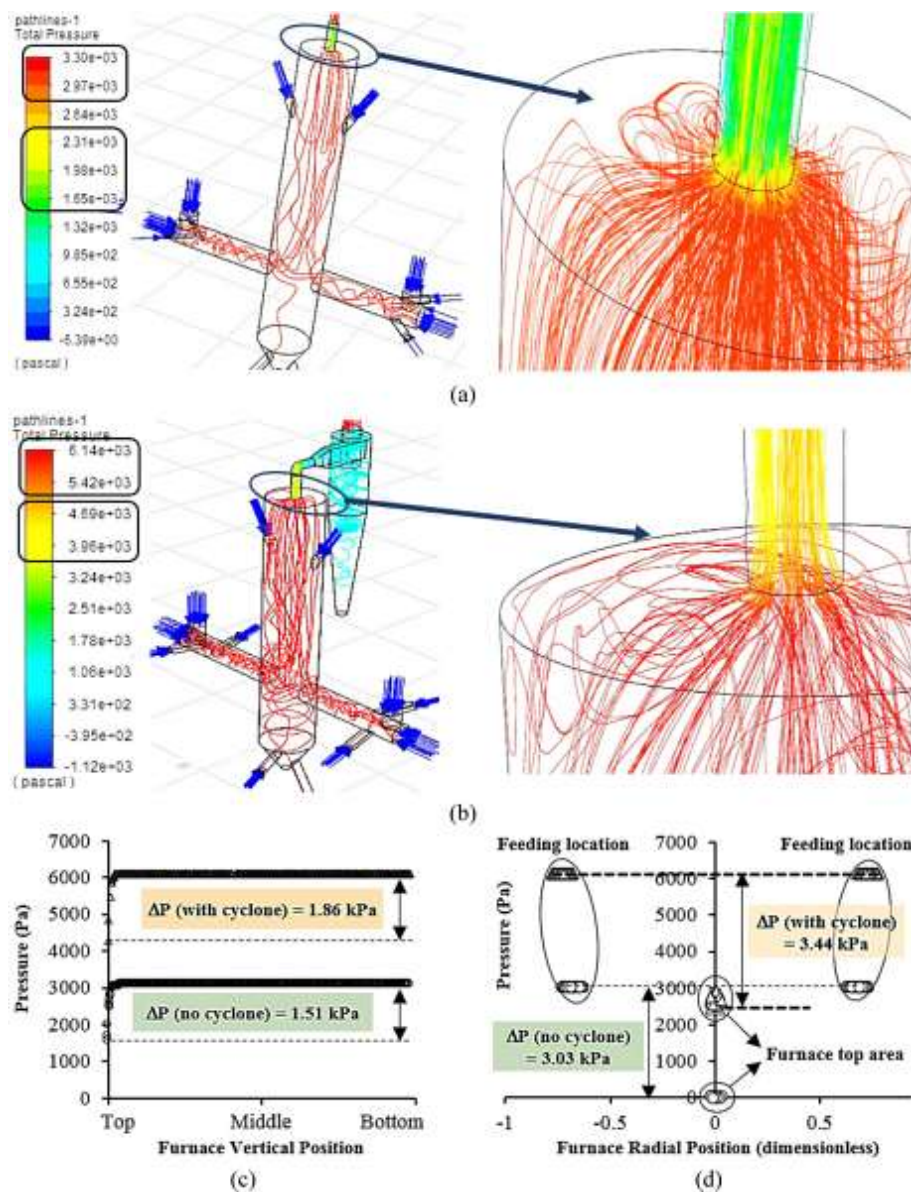 pathlines-1
Total Pressure
3.30e+03
2.97e+03
2.64e+03
2.31e+03
1.98e+03
1.65e+03
1.32e+03
9.85e+02
6.55e+02
3.24e+02
-5.39e+00
( pascal )
(a)
pathlines-1
Total Pressure
6.14e+03
5.42e+03
4.69e+03
3.96e+03
3.24e+03
2.51e+03
1.78e+03
1.06e+03
3.31e+02
-3.95e+02
-1.12e+03
( pascal )
(b)
7000
6000
5000
4000
3000
2000
1000
0
Pressure (Pa)
ΔP (with cyclone) = 1.86 kPa
ΔP (no cyclone) = 1.51 kPa
Top
Middle
Bottom
Furnace Vertical Position
(c)
Feeding location
Feeding location
7000
6000
5000
4000
3000
2000
1000
0
Pressure (Pa)
ΔP (with cyclone)
= 3.44 kPa
ΔP (no cyclone)
= 3.03 kPa
Furnace top area
-1
-0.5
0
0.5
Furnace Radial Position (dimensionless)
(d)